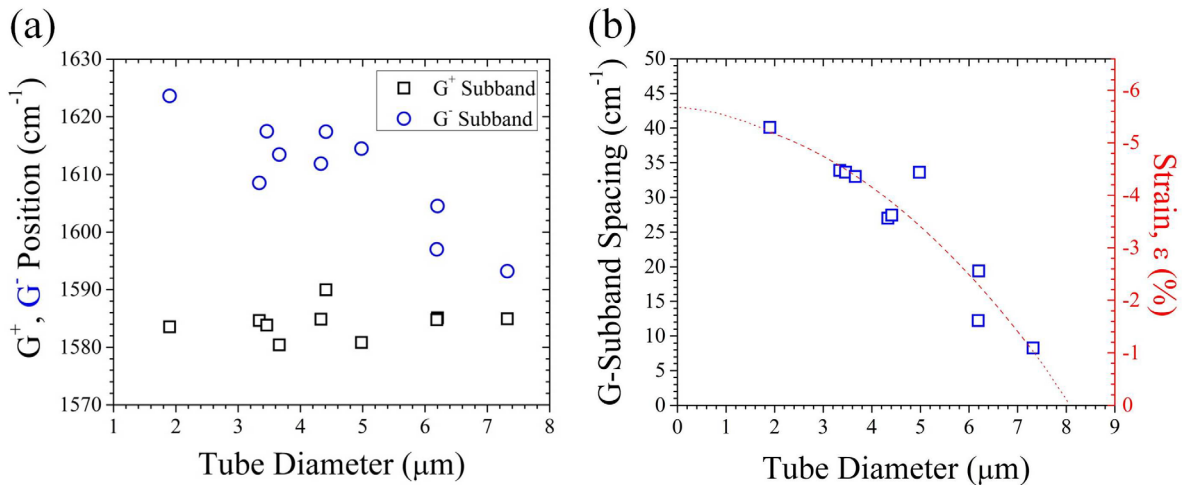 (a)
G⁺, G⁻ Position (cm⁻¹)
1630
1620
1610
1600
1590
1580
1570
G⁺ Subband
G⁻ Subband
1 2 3 4 5 6 7 8
Tube Diameter (μm)
(b)
G-Subband Spacing (cm⁻¹)
50
45
40
35
30
25
20
15
10
5
0
0 1 2 3 4 5 6 7 8 9
Tube Diameter (μm)
-6
-5
-4
-3
-2
-1
0
Strain, ε (%)